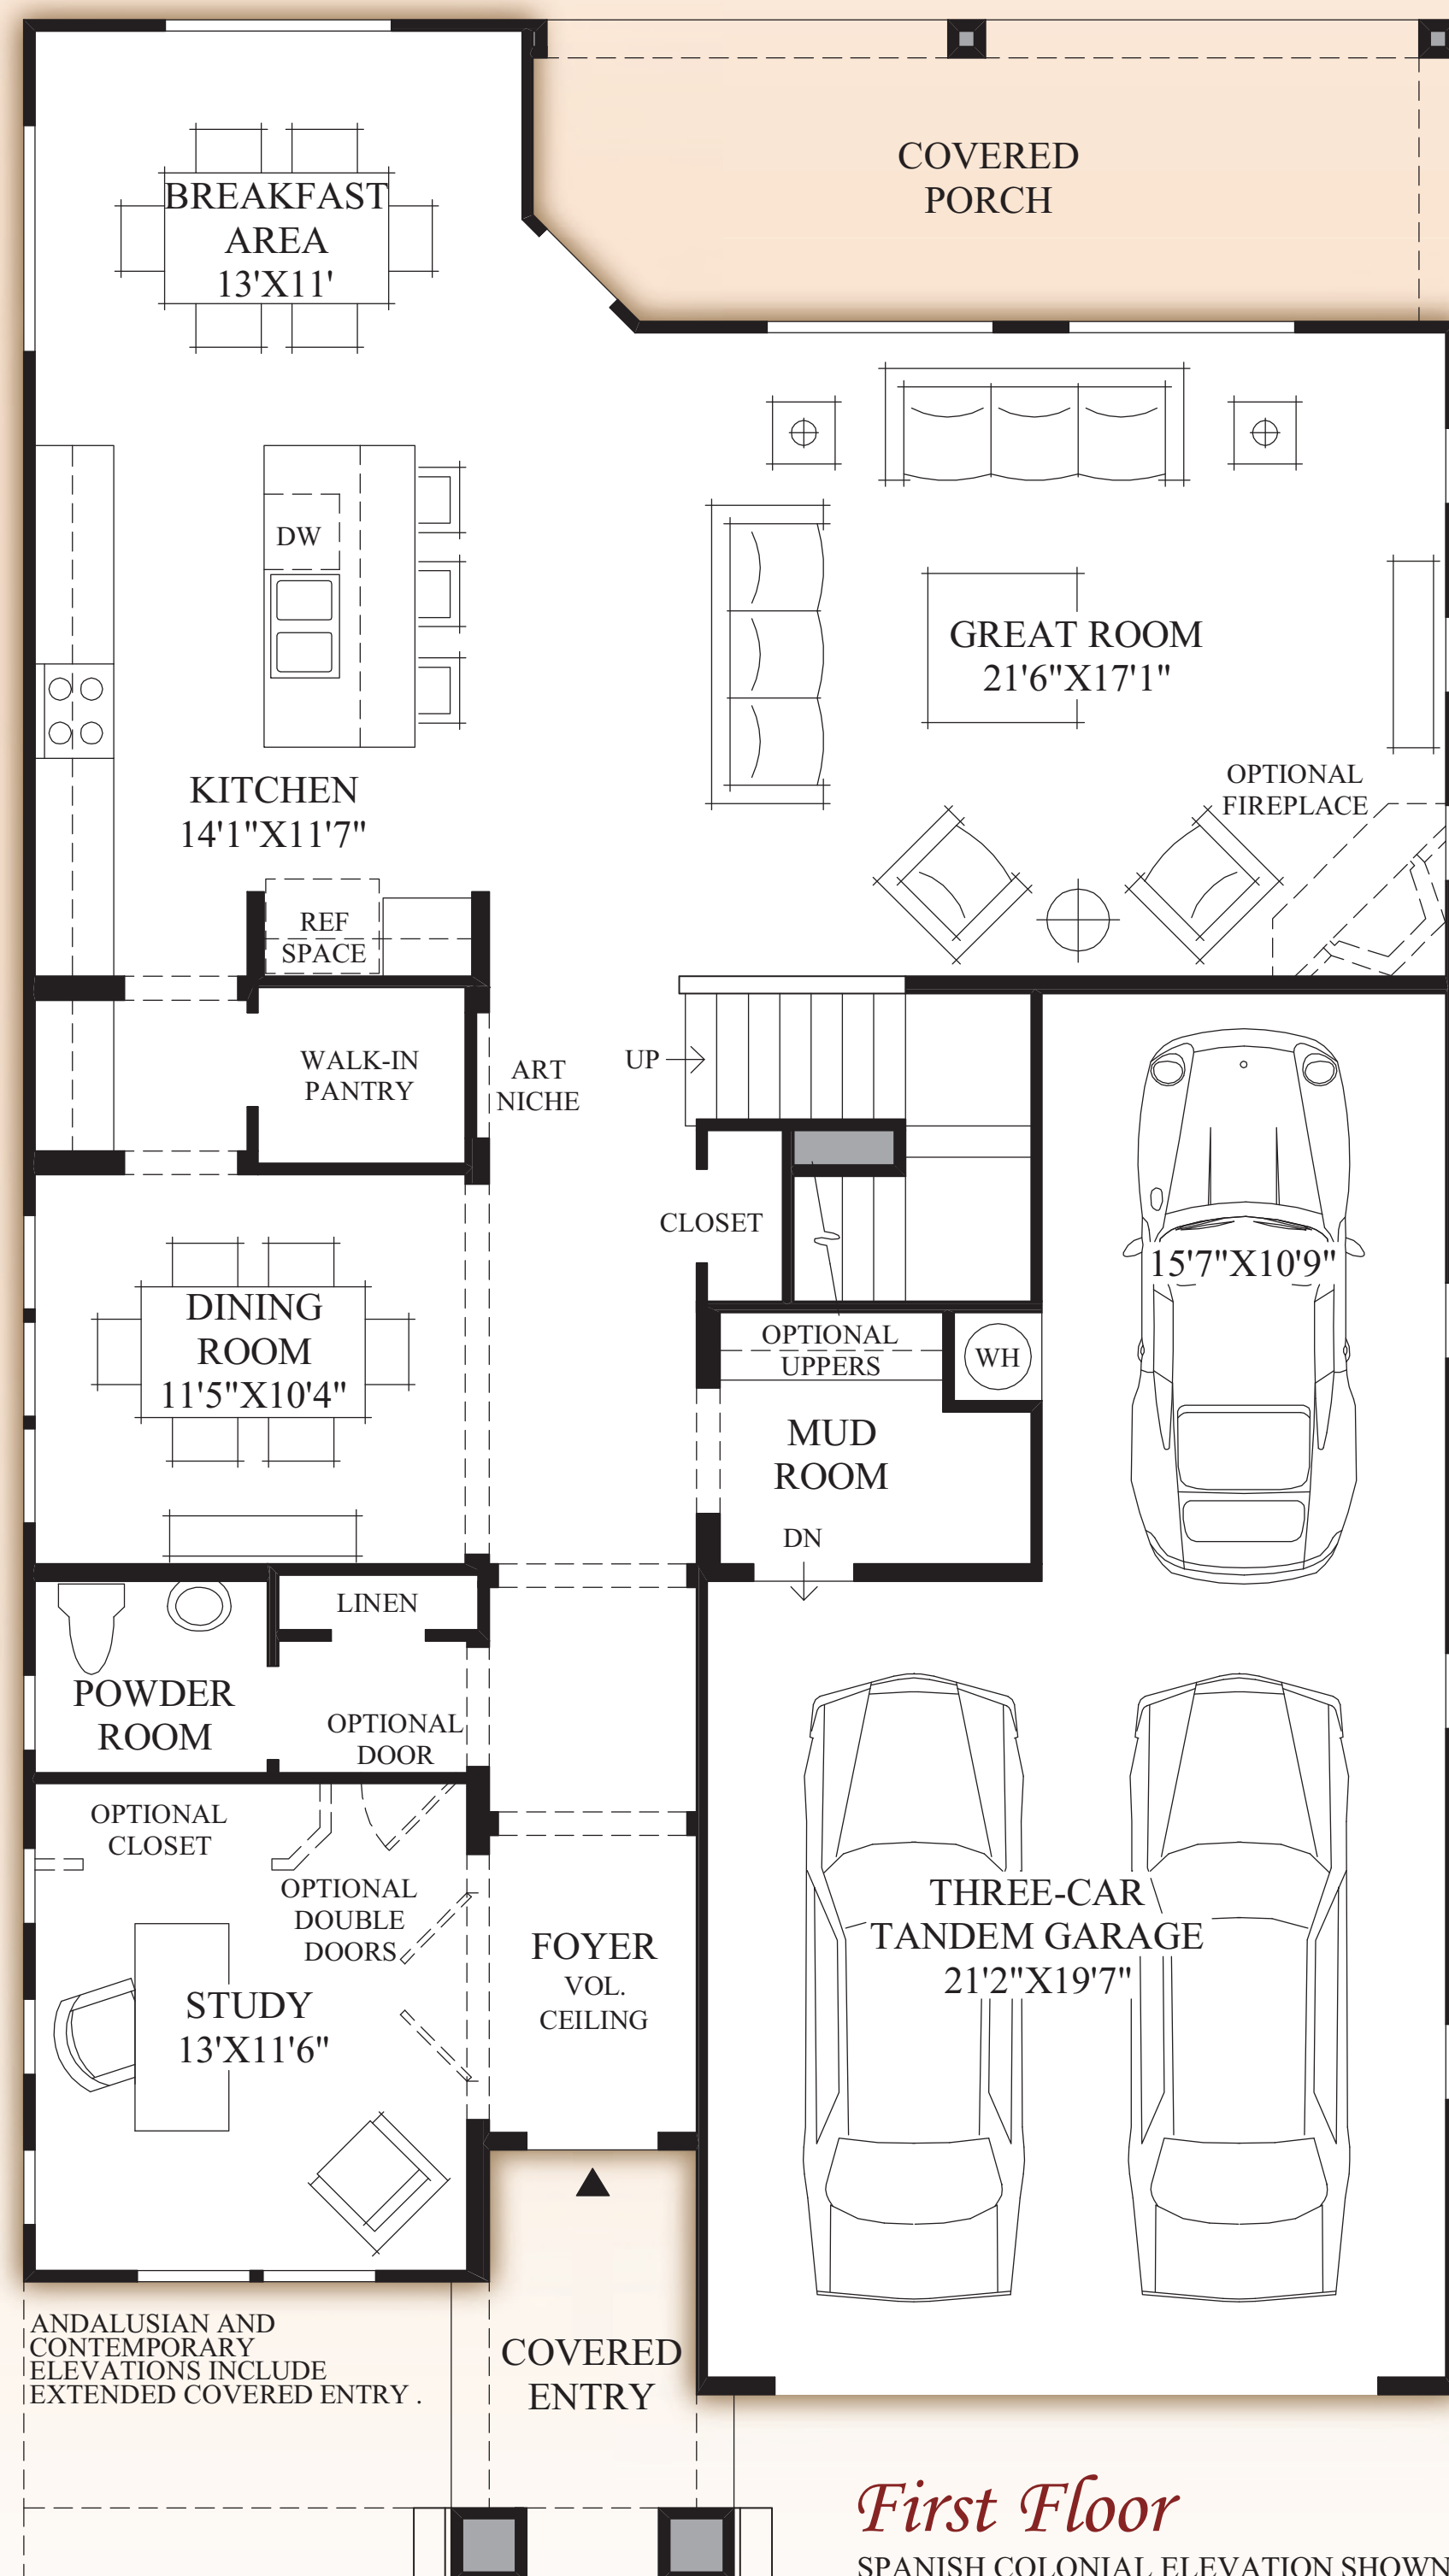 COVERED
PORCH
BREAKFAST
AREA
13'X11'
DW
GREAT ROOM
21'6"X17'1"
OPTIONAL
FIREPLACE
KITCHEN
14'1"X11'7"
REF
SPACE
WALK-IN
PANTRY
ART
NICHE
UP
CLOSET
15'7"X10'9"
DINING
ROOM
11'5"X10'4"
OPTIONAL
UPPERS
WH
MUD
ROOM
DN
LINEN
POWDER
ROOM
OPTIONAL
DOOR
OPTIONAL
CLOSET
OPTIONAL
DOUBLE
DOORS
STUDY
13'X11'6"
FOYER
VOL.
CEILING
THREE-CAR
TANDEM GARAGE
21'2"X19'7"
ANDALUSIAN AND
CONTEMPORARY
ELEVATIONS INCLUDE
EXTENDED COVERED ENTRY .
COVERED
ENTRY
First Floor
SPANISH COLONIAL ELEVATION SHOWN